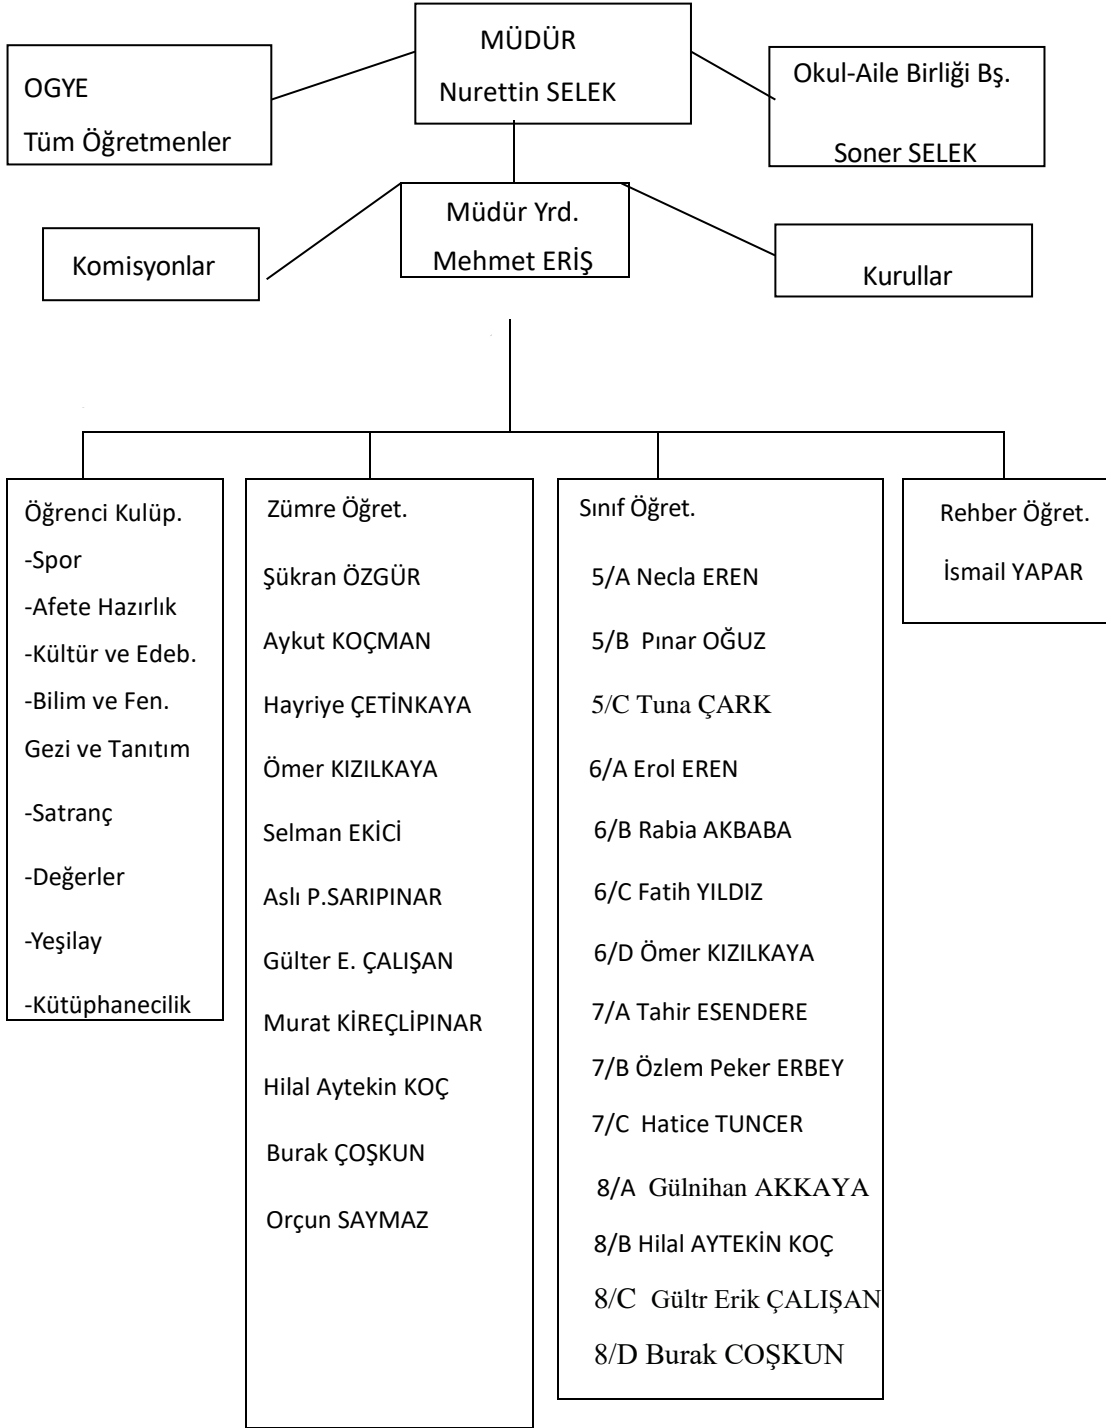 MÜDÜR
Nurettin SELEK
OGYE
Tüm Öğretmenler
Okul-Aile Birliği Bş.
Soner SELEK
Müdür Yrd.
Mehmet ERİŞ
Komisyonlar
Kurullar
Öğrenci Kulüp.
-Spor
-Afete Hazırlık
-Kültür ve Edeb.
-Bilim ve Fen.
Gezi ve Tanıtım
-Satranç
-Değerler
-Yeşilay
-Kütüphanecilik
Zümre Öğret.
Şükran ÖZGÜR
Aykut KOÇMAN
Hayriye ÇETİNKAYA
Ömer KIZILKAYA
Selman EKİCİ
Aslı P.SARIPINAR
Gülter E. ÇALIŞAN
Murat KİREÇLİPINAR
Hilal Aytekin KOÇ
Burak ÇOŞKUN
Orçun SAYMAZ
Sınıf Öğret.
5/A Necla EREN
5/B Pınar OĞUZ
5/C Tuna ÇARK
6/A Erol EREN
6/B Rabia AKBABA
6/C Fatih YILDIZ
6/D Ömer KIZILKAYA
7/A Tahir ESENDERE
7/B Özlem Peker ERBEY
7/C Hatice TUNCER
8/A Gülnihan AKKAYA
8/B Hilal AYTEKİN KOÇ
8/C Gültr Erik ÇALIŞAN
8/D Burak COŞKUN
Rehber Öğret.
İsmail YAPAR